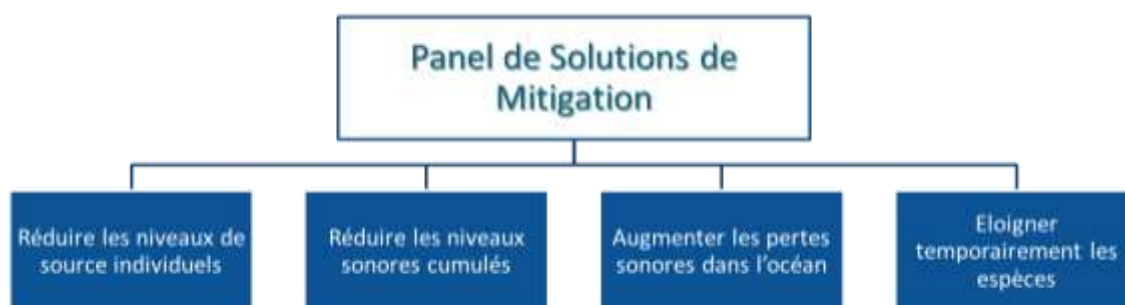 Panel de Solutions de
Mitigation
Réduire les niveaux de
source individuels
Réduire les niveaux
sonores cumulés
Augmenter les pertes
sonores dans l'océan
Eloigner
temporairement les
espèces